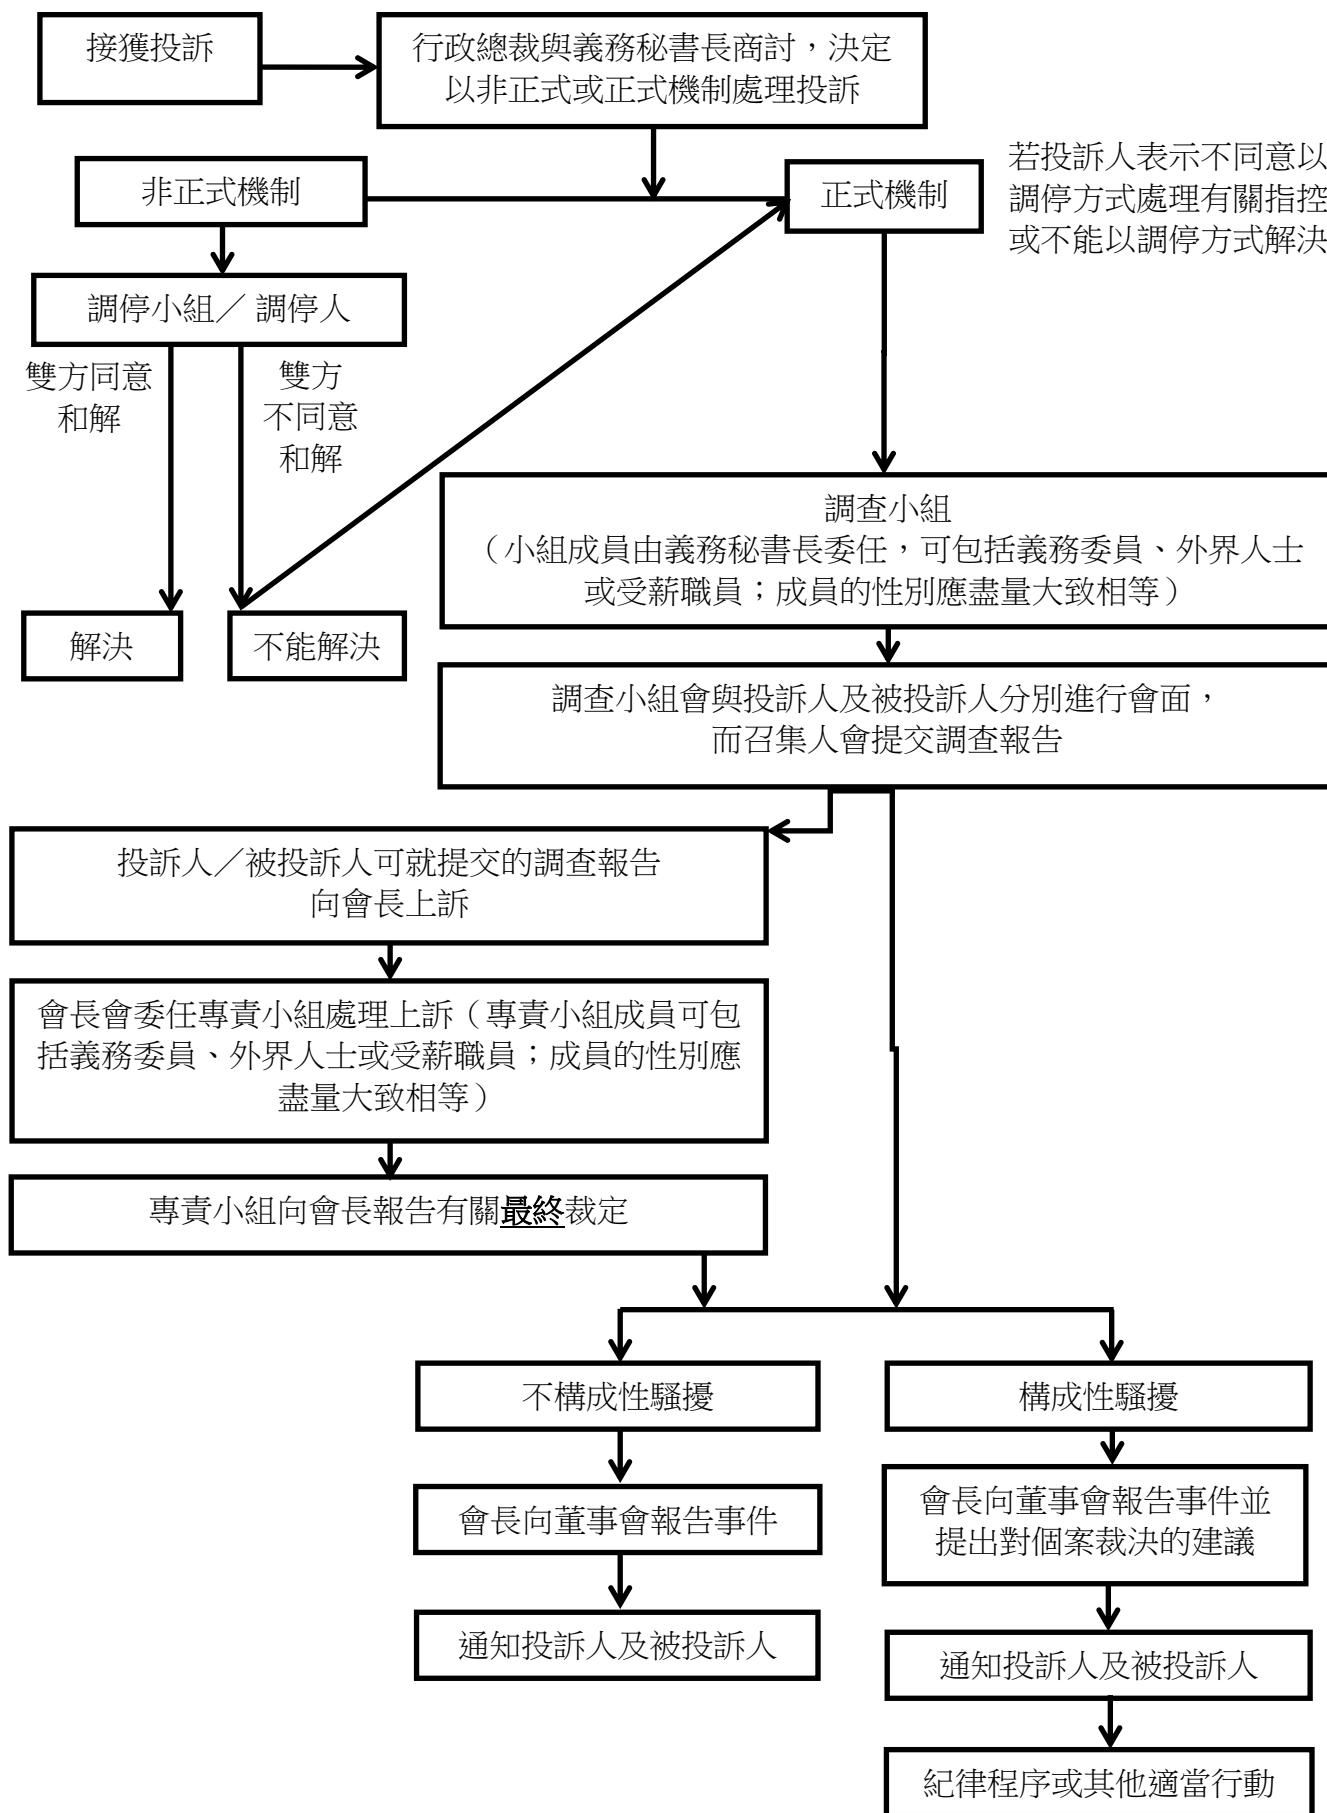 接獲投訴
行政總裁與義務秘書長商討，決定
以非正式或正式機制處理投訴
非正式機制
正式機制
若投訴人表示不同意以
調停方式處理有關指控
或不能以調停方式解決
調停小組／ 調停人
雙方同意
和解
雙方
不同意
和解
解決
不能解決
調查小組
（小組成員由義務秘書長委任，可包括義務委員、外界人士
或受薪職員；成員的性別應盡量大致相等）
調查小組會與投訴人及被投訴人分別進行會面，
而召集人會提交調查報告
投訴人／被投訴人可就提交的調查報告
向會長上訴
會長會委任專責小組處理上訴（專責小組成員可包
括義務委員、外界人士或受薪職員；成員的性別應
盡量大致相等）
專責小組向會長報告有關最終裁定
不構成性騷擾
構成性騷擾
會長向董事會報告事件
會長向董事會報告事件並
提出對個案裁決的建議
通知投訴人及被投訴人
通知投訴人及被投訴人
紀律程序或其他適當行動